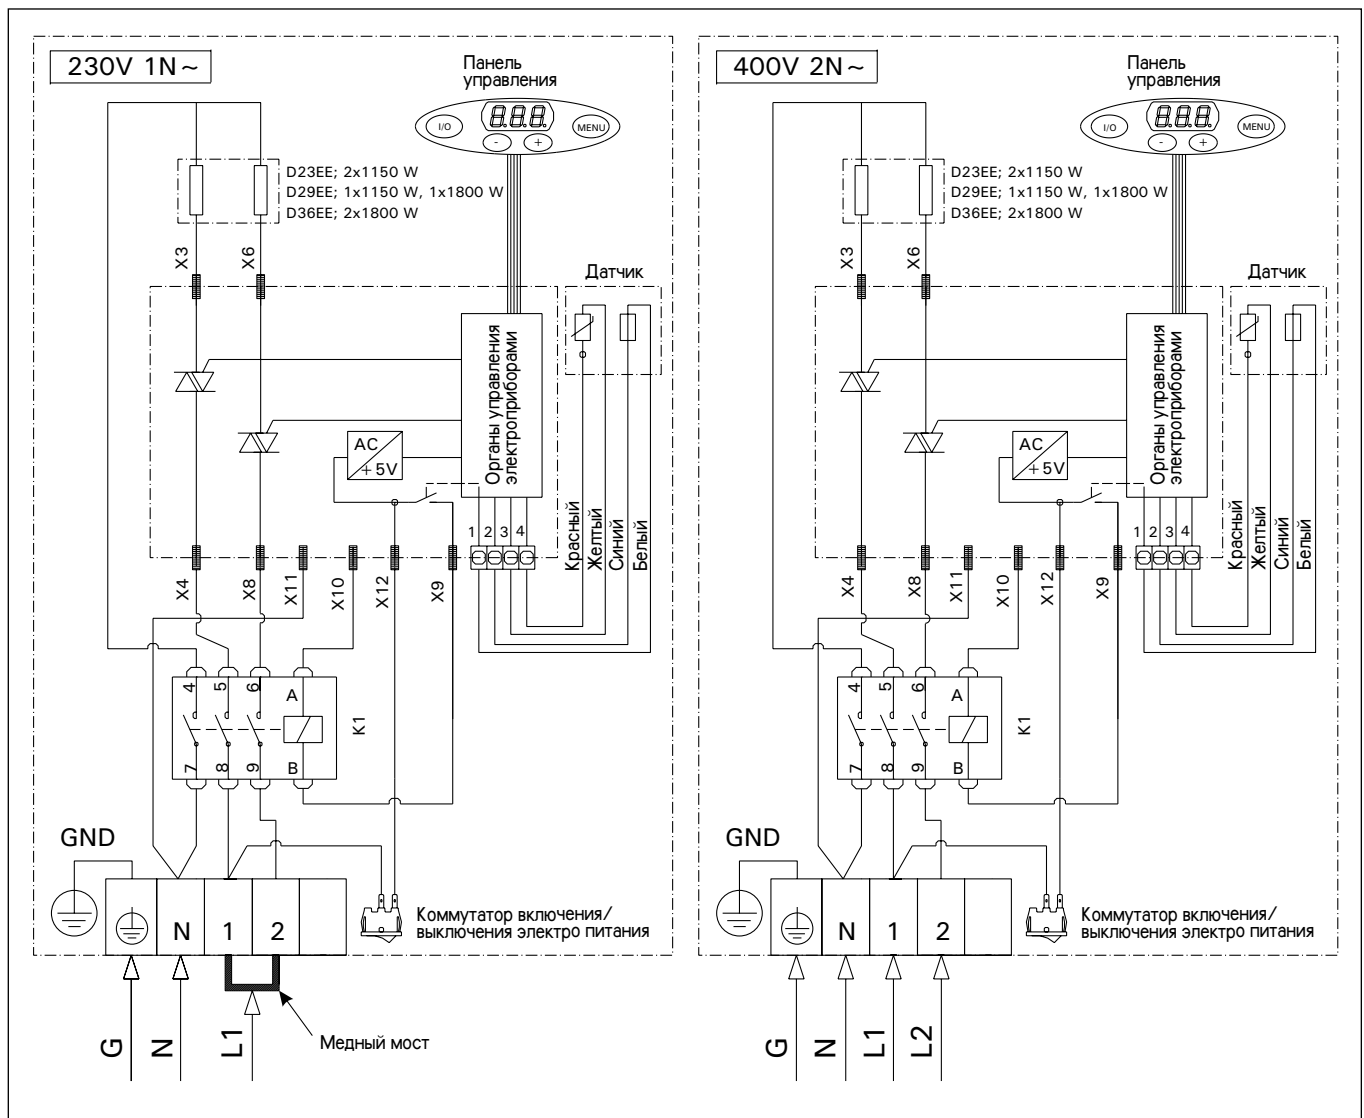 230V 1N~
Панель
управления
I/O
8.8.8.
MENU
-
+
D23EE; 2x1150 W
D29EE; 1x1150 W, 1x1800 W
D36EE; 2x1800 W
X3
X6
Датчик
Органы управления
электроприборами
AC
+5V
1
2
3
4
Красный
Желтый
Синий
Белый
X4
X8
X11
X10
X12
X9
4
5
6
A
K1
7
8
9
B
GND
N
1
2
Коммутатор включения/
выключения электро питания
G
N
L1
Медный мост
400V 2N~
Панель
управления
I/O
8.8.8.
MENU
-
+
D23EE; 2x1150 W
D29EE; 1x1150 W, 1x1800 W
D36EE; 2x1800 W
X3
X6
Датчик
Органы управления
электроприборами
AC
+5V
1
2
3
4
Красный
Желтый
Синий
Белый
X4
X8
X11
X10
X12
X9
4
5
6
A
K1
7
8
9
B
GND
N
1
2
Коммутатор включения/
выключения электро питания
G
N
L1
L2